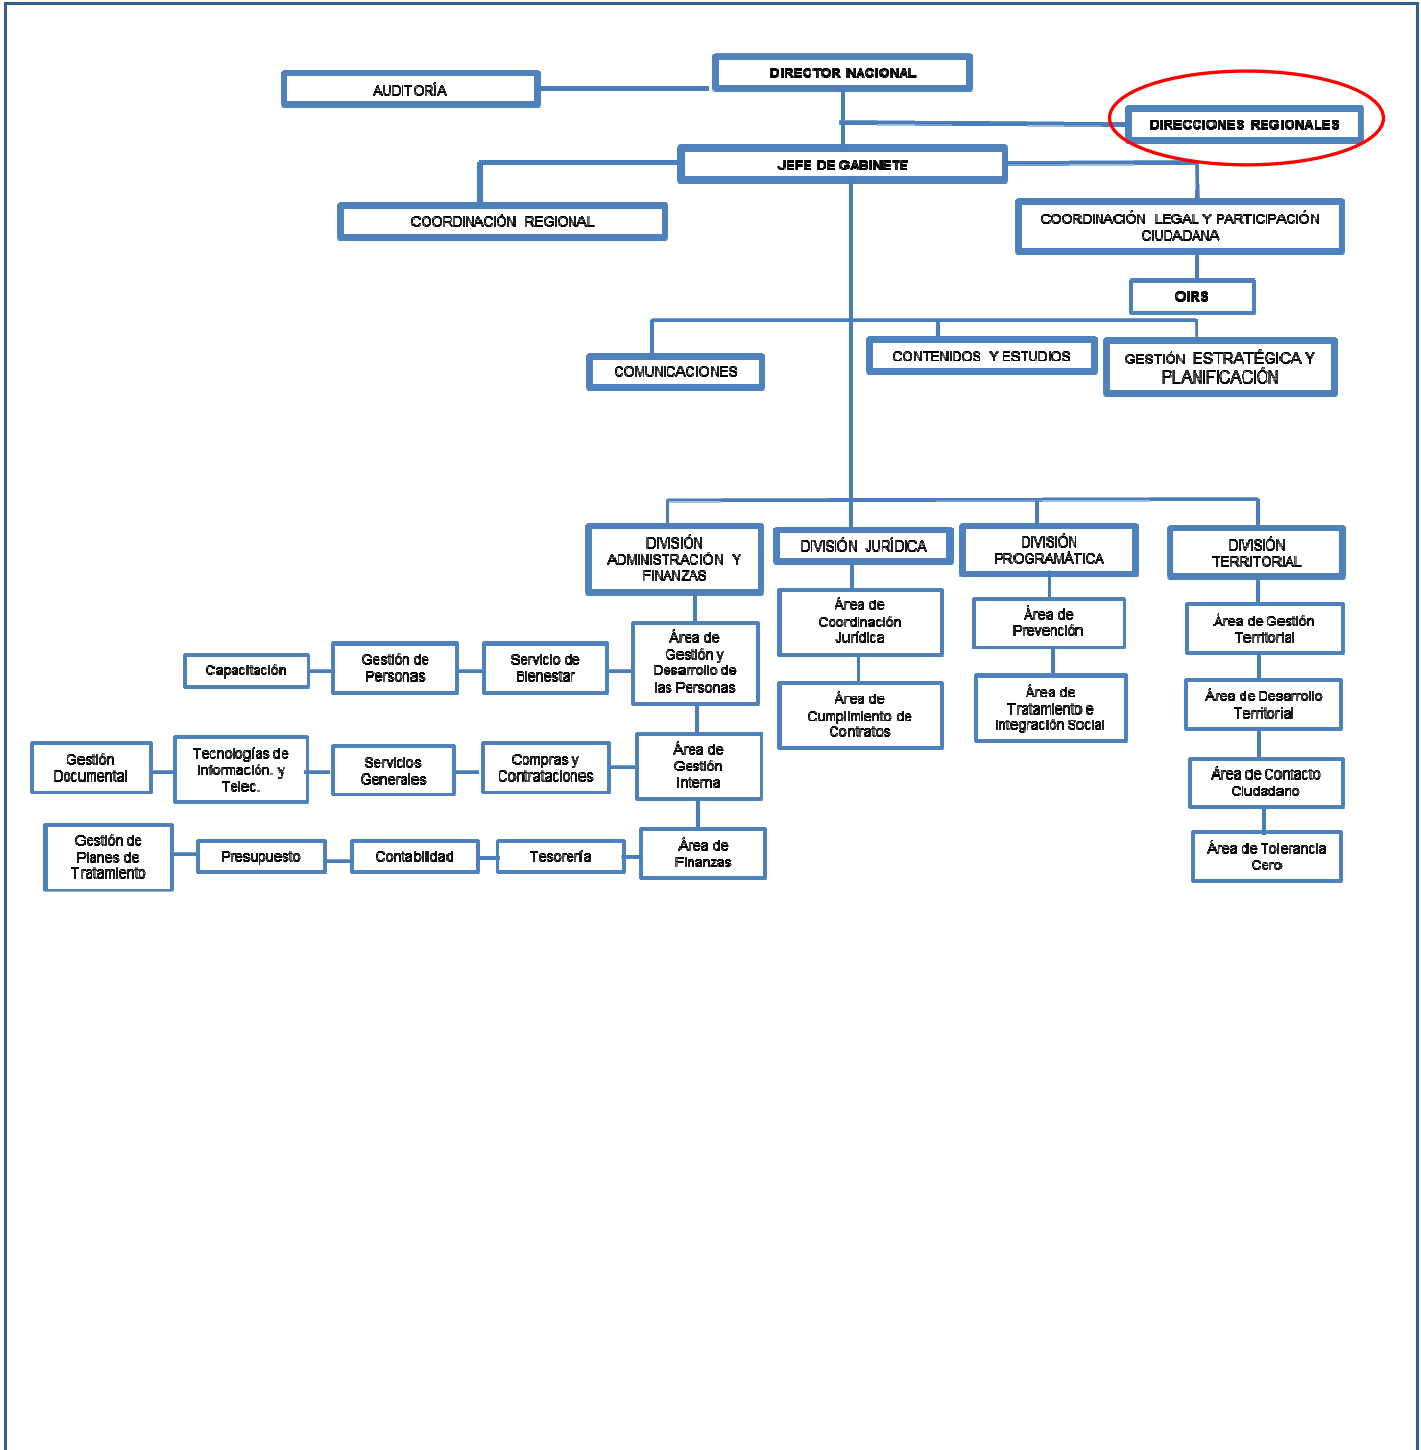 DIRECTOR NACIONAL
AUDITORÍA
DIRECCIONES REGIONALES
JEFE DE GABINETE
COORDINACIÓN REGIONAL
COORDINACIÓN LEGAL Y PARTICIPACIÓN
CIUDADANA
OIRS
COMUNICACIONES
CONTENIDOS Y ESTUDIOS
GESTIÓN ESTRATÉGICA Y
PLANIFICACIÓN
DIVISIÓN
ADMINISTRACIÓN Y
FINANZAS
DIVISIÓN JURÍDICA
DIVISIÓN
PROGRAMÁTICA
DIVISIÓN
TERRITORIAL
Área de
Coordinación
Jurídica
Área de
Prevención
Área de Gestión
Territorial
Capacitación
Gestión de
Personas
Servicio de
Bienestar
Área de
Gestión y
Desarrollo de
las Personas
Área de
Cumplimiento de
Contratos
Área de
Tratamiento e
Integración Social
Área de Desarrollo
Territorial
Gestión
Documental
Tecnologías de
Información. y
Telec.
Servicios
Generales
Compras y
Contrataciones
Área de
Gestión
Interna
Área de Contacto
Ciudadano
Gestión de
Planes de
Tratamiento
Presupuesto
Contabilidad
Tesorería
Área de
Finanzas
Área de Tolerancia
Cero